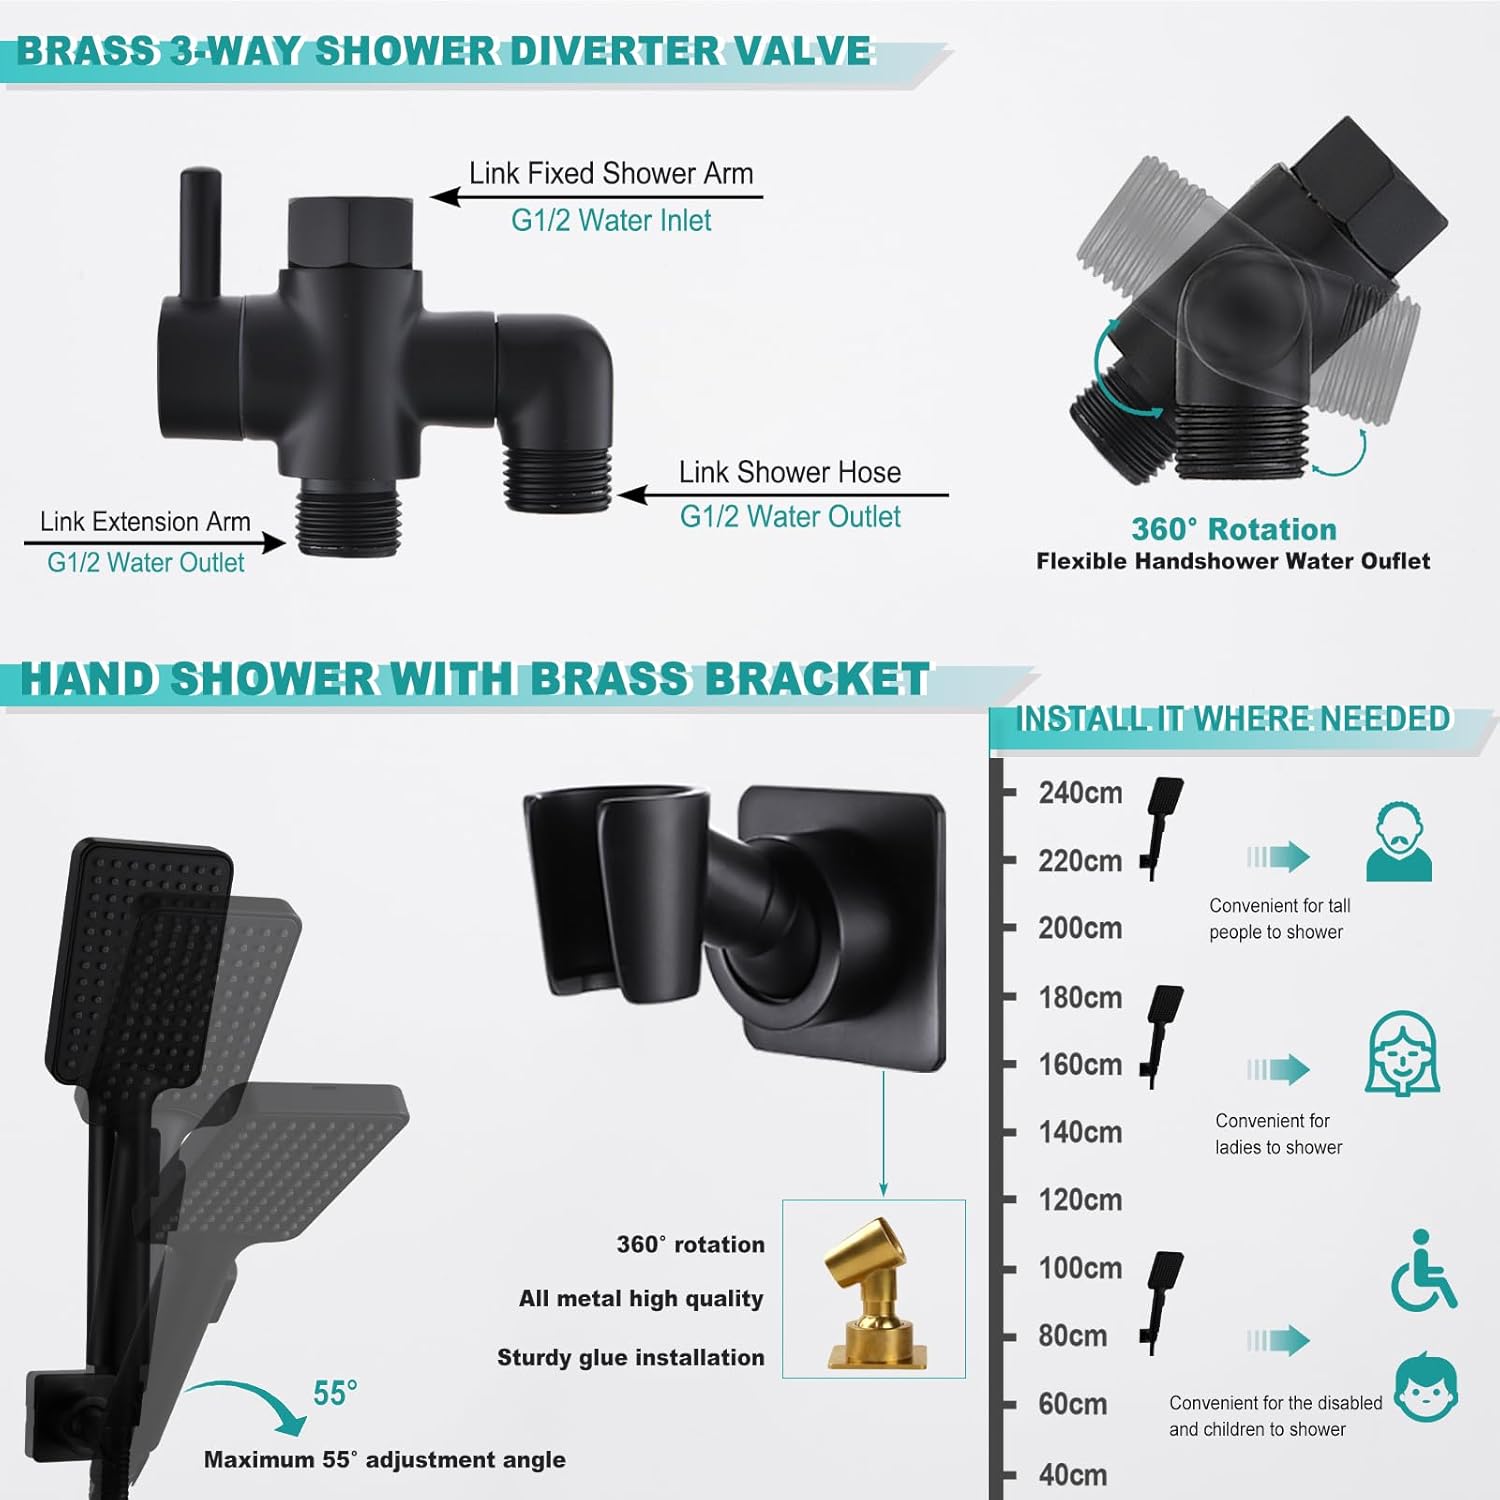 BRASS 3-WAY SHOWER DIVERTER VALVE
Link Fixed Shower Arm
G1/2 Water Inlet
Link Shower Hose
G1/2 Water Outlet
Link Extension Arm
G1/2 Water Outlet
360° Rotation
Flexible Handshower Water Ouflet
HAND SHOWER WITH BRASS BRACKET
55°
Maximum 55° adjustment angle
360° rotation
All metal high quality
Sturdy glue installation
INSTALL IT WHERE NEEDED
240cm
220cm
200cm
180cm
160cm
140cm
120cm
100cm
80cm
60cm
40cm
Convenient for tall
people to shower
Convenient for
ladies to shower
Convenient for the disabled
and children to shower